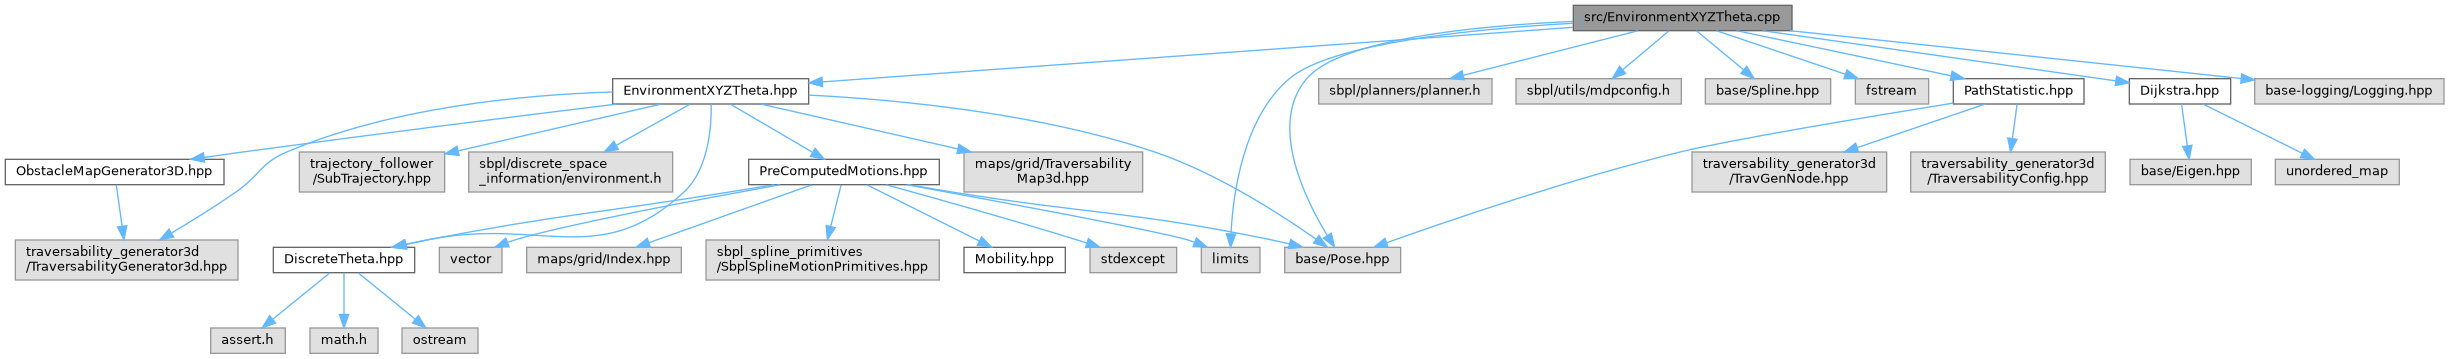 src/EnvironmentXYZTheta.cpp
EnvironmentXYZTheta.hpp
sbpl/planners/planner.h
sbpl/utils/mdpconfig.h
base/Spline.hpp
fstream
PathStatistic.hpp
Dijkstra.hpp
base-logging/Logging.hpp
ObstacleMapGenerator3D.hpp
trajectory_follower
/SubTrajectory.hpp
sbpl/discrete_space
_information/environment.h
PreComputedMotions.hpp
maps/grid/Traversability
Map3d.hpp
traversability_generator3d
/TravGenNode.hpp
traversability_generator3d
/TraversabilityConfig.hpp
base/Eigen.hpp
unordered_map
traversability_generator3d
/TraversabilityGenerator3d.hpp
DiscreteTheta.hpp
vector
maps/grid/Index.hpp
sbpl_spline_primitives
/SbplSplineMotionPrimitives.hpp
Mobility.hpp
stdexcept
limits
base/Pose.hpp
assert.h
math.h
ostream